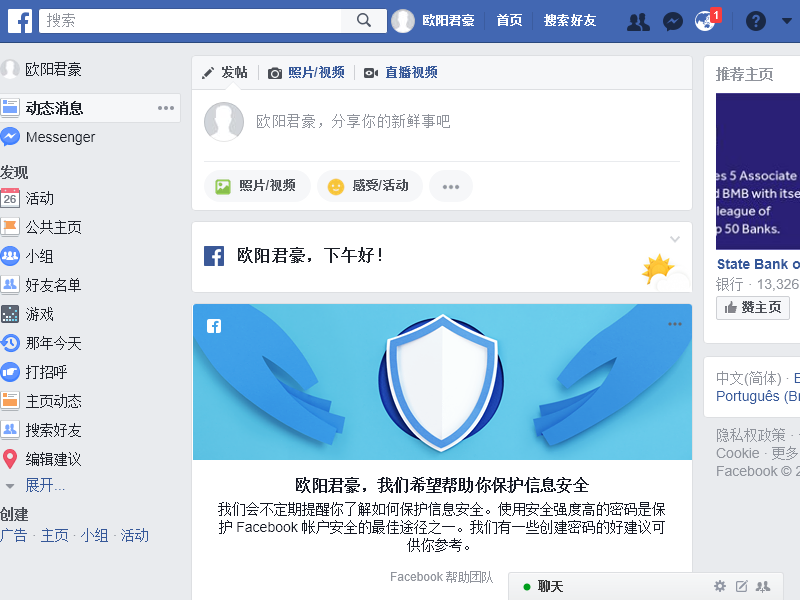 搜索
欧阳君豪
首页
搜索好友
1
欧阳君豪
动态消息
Messenger
发现
26
活动
公共主页
小组
好友名单
游戏
那年今天
打招呼
主页动态
搜索好友
编辑建议
展开...
创建
广告 · 主页 · 小组 · 活动
发帖
照片/视频
直播视频
欧阳君豪，分享你的新鲜事吧
照片/视频
感受/活动
欧阳君豪，下午好！
欧阳君豪，我们希望帮助你保护信息安全
我们会不定期提醒你了解如何保护信息安全。使用安全强度高的密码是保
护 Facebook 帐户安全的最佳途径之一。我们有一些创建密码的好建议可
供你参考。
Facebook 帮助团队
推荐主页
es 5 Associate
d BMB with itse
league of
p 50 Banks.
State Bank o
银行 · 13,326
赞主页
中文(简体) · E
Português (Br
隐私权政策 ·
Cookie · 更多
Facebook © 2
聊天